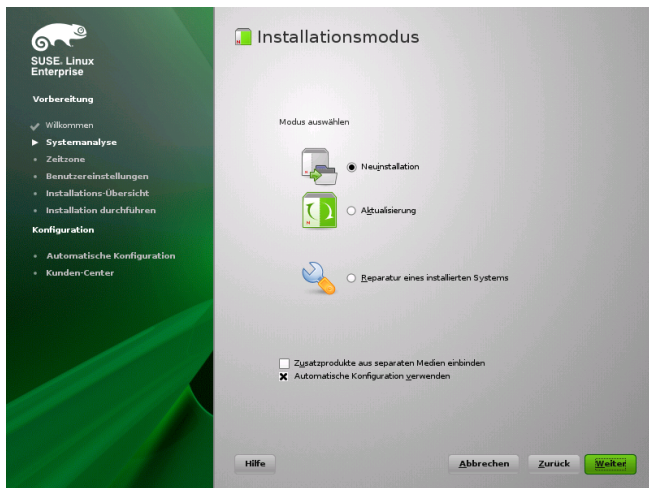 SUSE. Linux
Enterprise
Vorbereitung
Willkommen
Systemanalyse
Zeitzone
Benutzereinstellungen
Installations-Übersicht
Installation durchführen
Konfiguration
Automatische Konfiguration
Kunden-Center
Installationsmodus
Modus auswählen
Neuinstallation
Aktualisierung
Reparatur eines installierten Systems
Zusatzprodukte aus separaten Medien einbinden
Automatische Konfiguration verwenden
Hilfe
Abbrechen
Zurück
Weiter